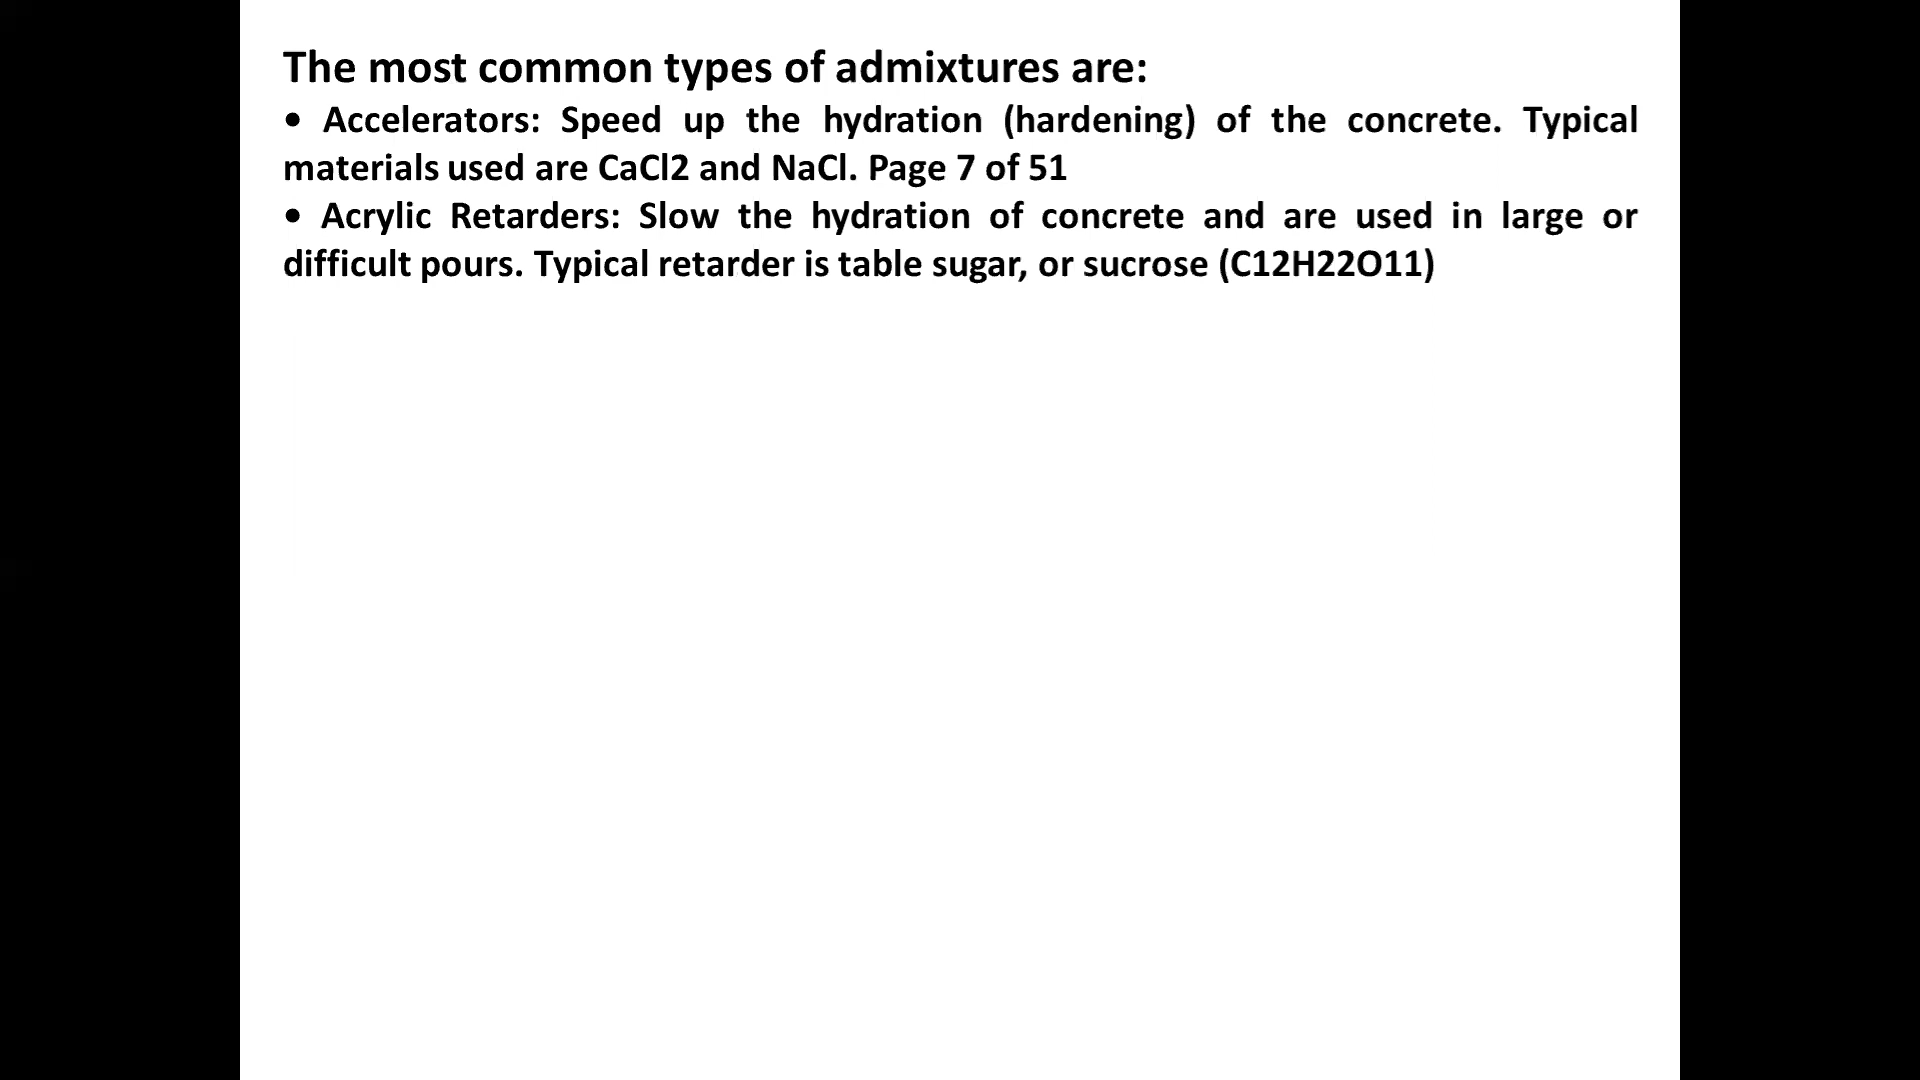 The most common types of admixtures are:
• Accelerators: Speed up the hydration (hardening) of the concrete. Typical
materials used are CaCl2 and NaCl. Page 7 of 51
• Acrylic Retarders: Slow the hydration of concrete and are used in large or
difficult pours. Typical retarder is table sugar, or sucrose (C12H22O11)